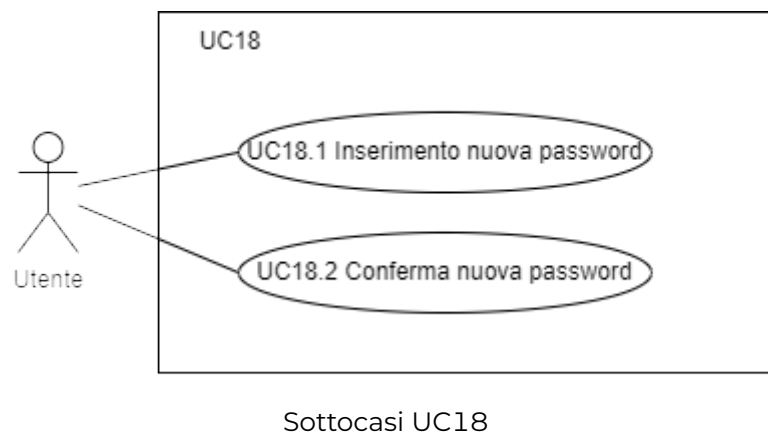 UC18
UC18.1 Inserimento nuova password
UC18.2 Conferma nuova password
Utente
Sottocasi UC18